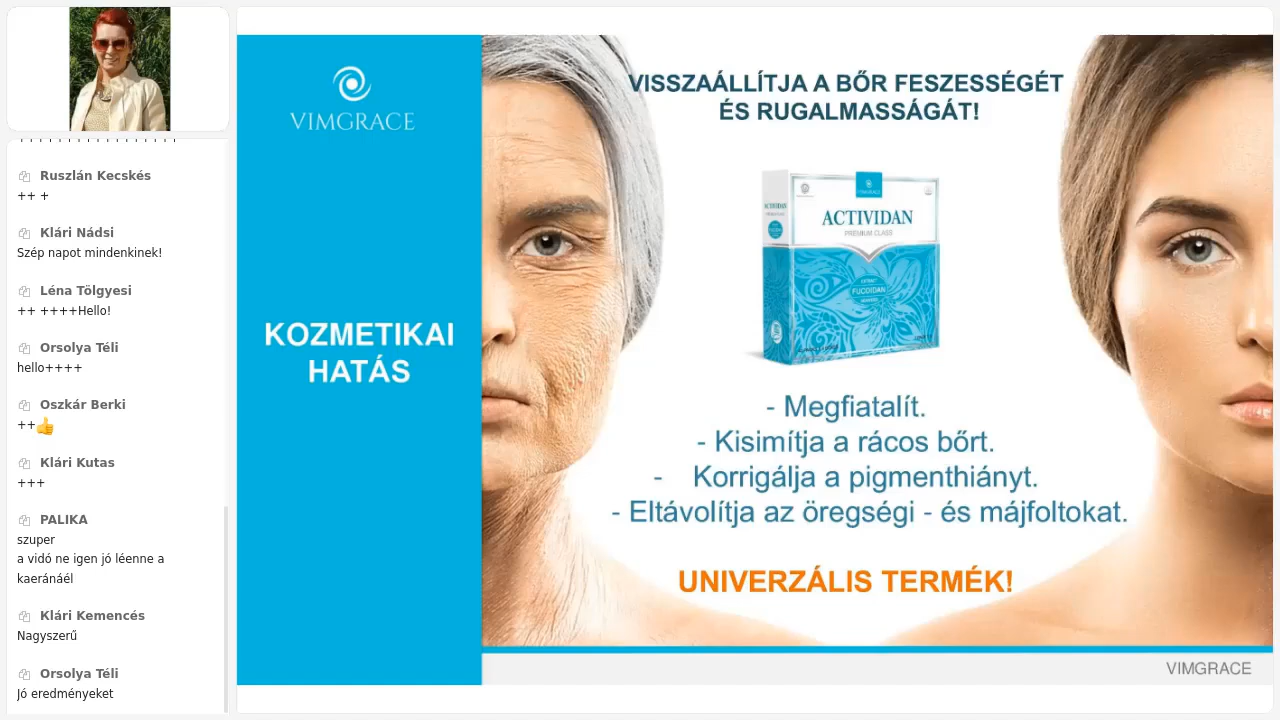 Ruszlán Kecskés
++ +
Klári Nádsi
Szép napot mindenkinek!
Léna Tölgyesi
++ ++++Hello!
Orsolya Téli
hello++++
Oszkár Berki
++👍
Klári Kutas
+++
PALIKA
szuper
a vidó ne igen jó léenne a
kaeránáél
Klári Kemencés
Nagyszerű
Orsolya Téli
Jó eredményeket
VIMGRACE
KOZMETIKAI
HATÁS
VISSZAÁLLÍTJA A BŐR FESZESSÉGÉT
ÉS RUGALMASSÁGÁT!
VIMGRACE
ACTIVIDAN
PREMIUM CLASS
FUCOIDAN
- Megfiatalít.
- Kisimítja a rácos bőrt.
- Korrigálja a pigmenthiányt.
- Eltávolítja az öregségi - és májfoltokat.
UNIVERZÁLIS TERMÉK!
VIMGRACE